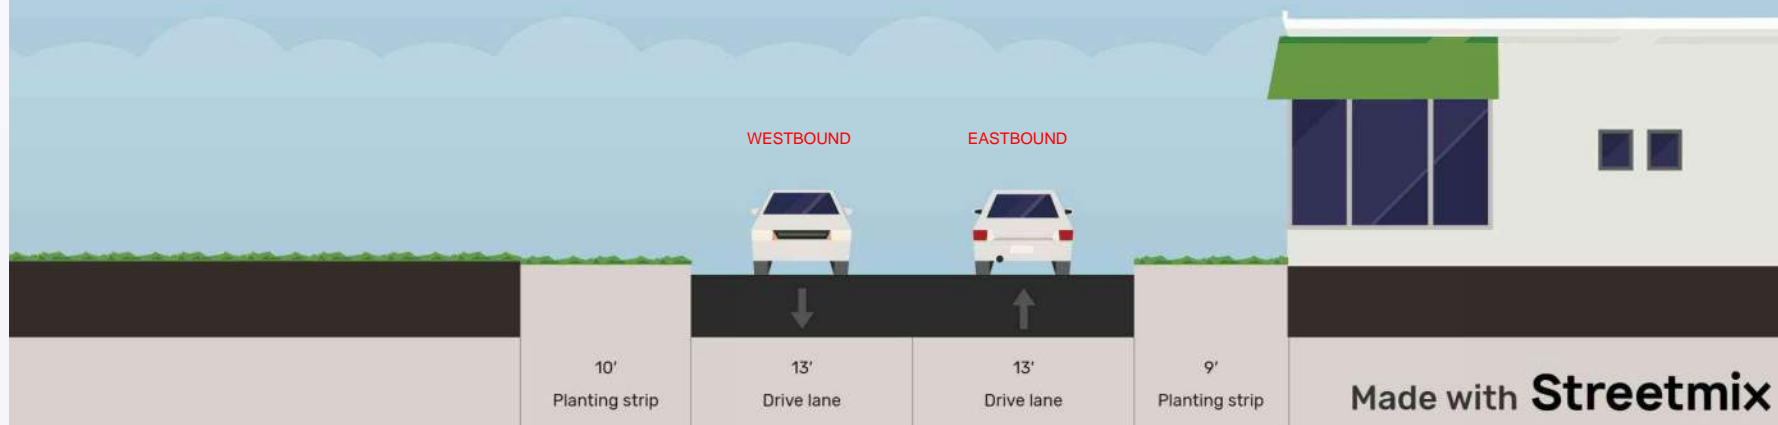 WESTBOUND
EASTBOUND
10'
Planting strip
13'
Drive lane
13'
Drive lane
9'
Planting strip
Made with Streetmix